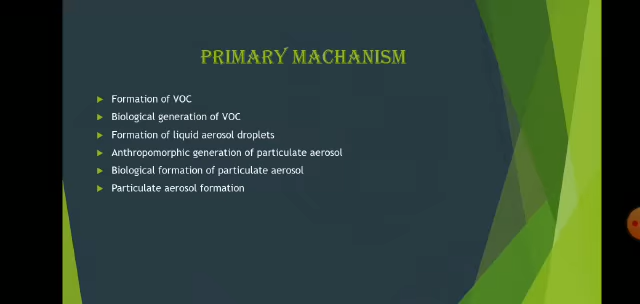 PRIMARY MACHANISM
Formation of VOC
Biological generation of VOC
Formation of liquid aerosol droplets
Anthropomorphic generation of particulate aerosol
Biological formation of particulate aerosol
Particulate aerosol formation